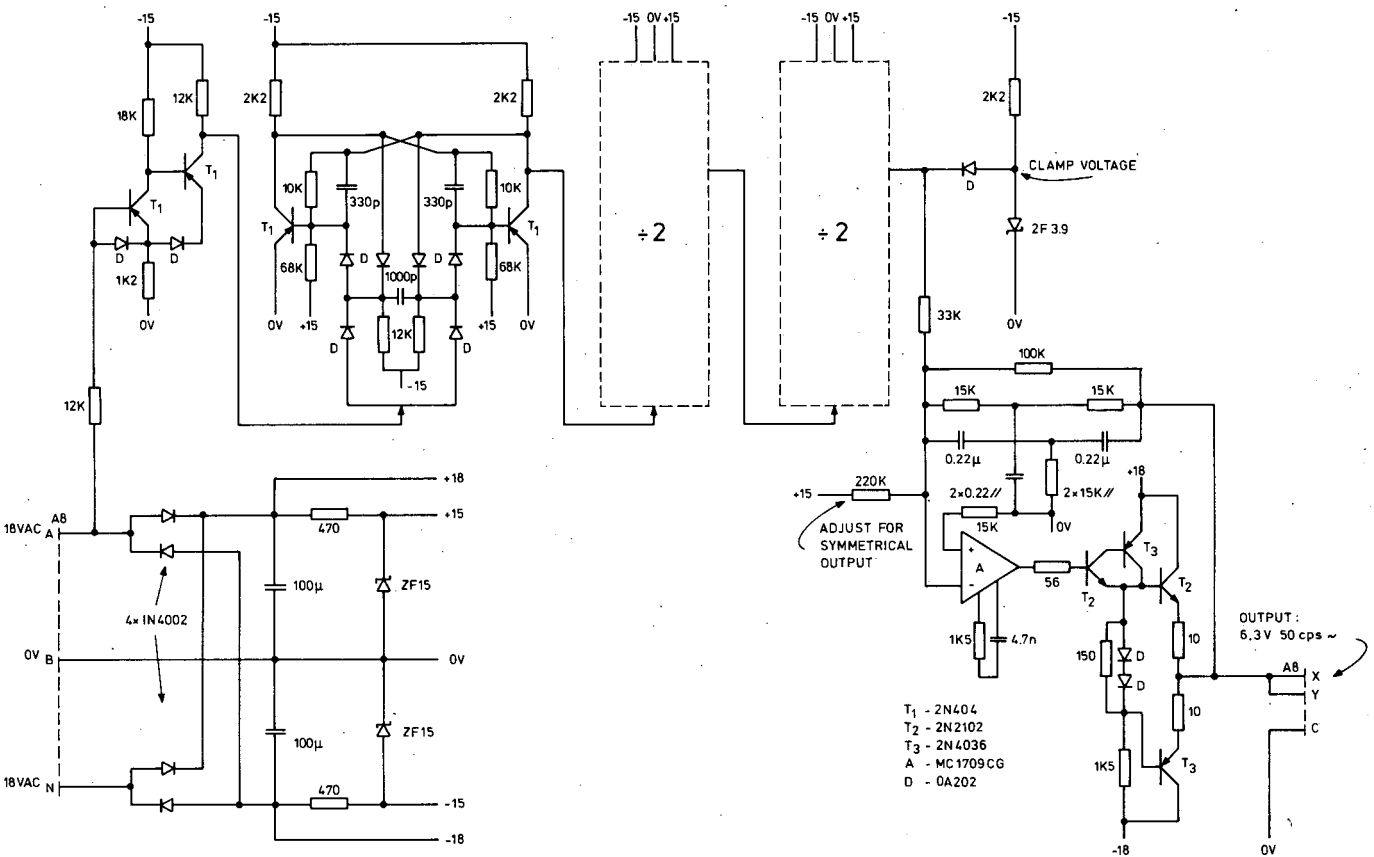 -15
-15
-15 0V +15
-15 0V +15
-15
18K
12K
2K2
2K2
2K2
T1
T1
10K
330p
330p
10K
T1
T1
÷2
÷2
D
CLAMP VOLTAGE
2F 3.9
D
D
1K2
68K
D
1000p
D
68K
0V
0V
+15
D
12K
D
+15
0V
0V
-15
33K
12K
100K
15K
15K
0.22µ
0.22µ
+18
+18
+15
220K
2×0.22//
2×15K//
15K
0V
ADJUST FOR
SYMMETRICAL
OUTPUT
+
A
-
56
T2
T3
T2
1K5
4.7n
150
D
D
10
10
T3
1K5
-18
OUTPUT :
6,3V 50 cps ~
A8
X
Y
C
0V
18VAC
A8
A
470
+15
100µ
ZF15
4× IN4002
0V
B
0V
100µ
ZF15
18VAC
N
470
-15
-18
T1 - 2N404
T2 - 2N2102
T3 - 2N4036
A - MC1709CG
D - OA202